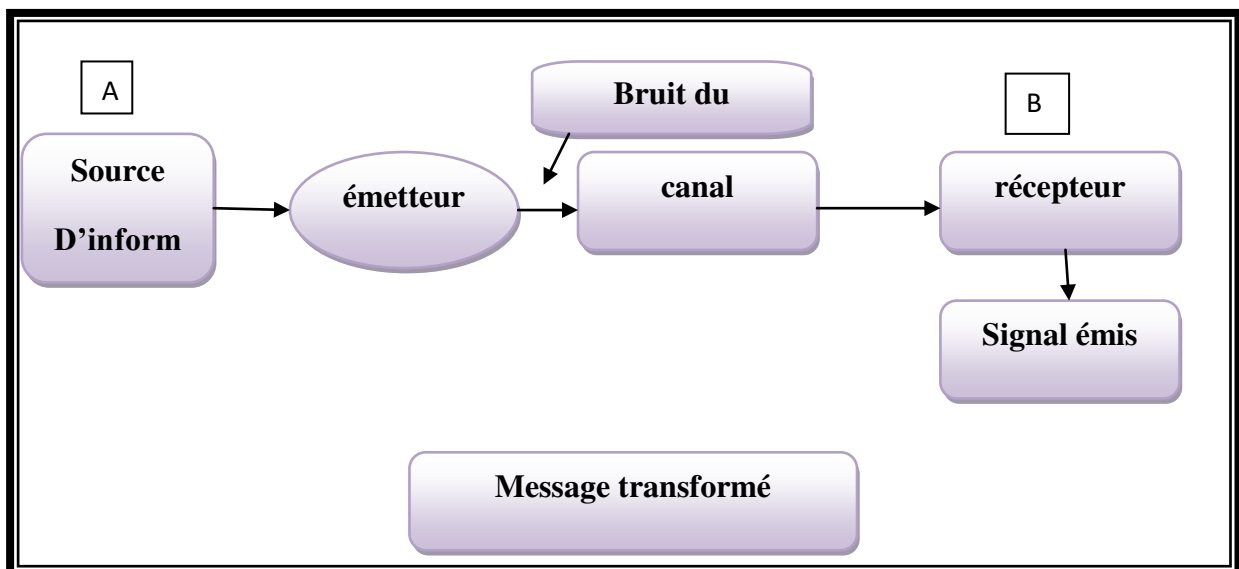 A
Source
D’inform
émetteur
Bruit du
canal
B
récepteur
Signal émis
Message transformé